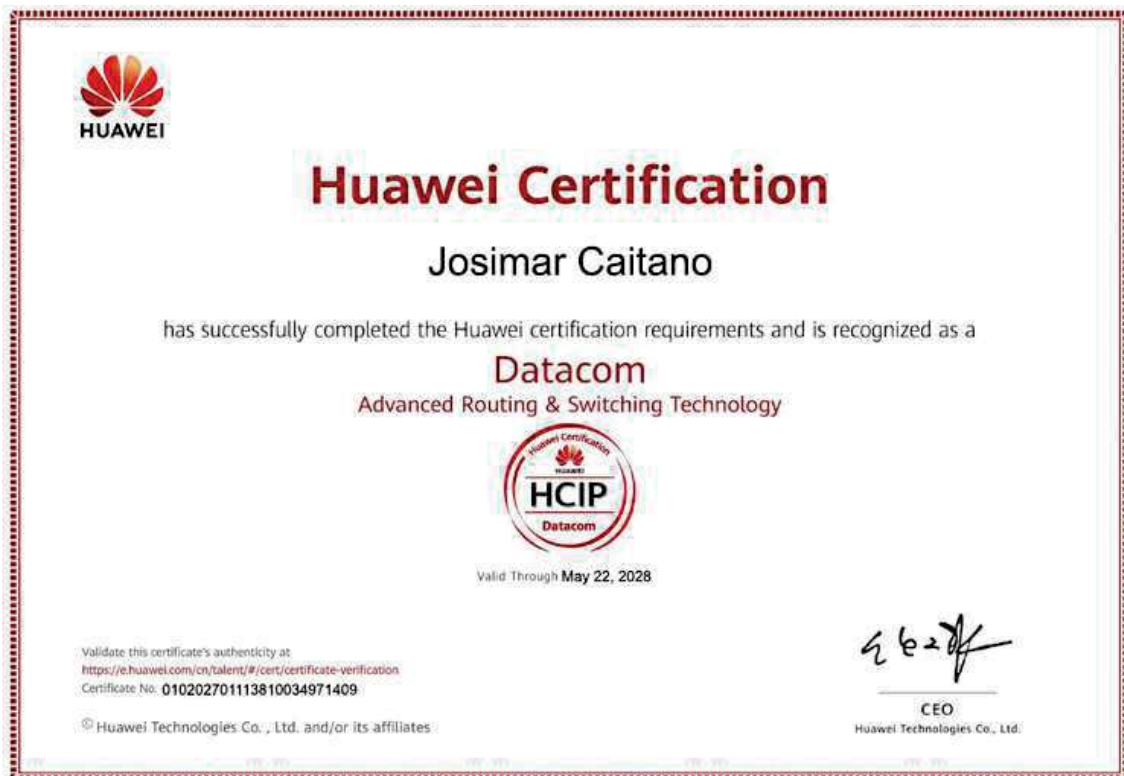 HUAWEI
Huawei Certification
Josimar Caitano
has successfully completed the Huawei certification requirements and is recognized as a
Datacom
Advanced Routing & Switching Technology
Huawei Certification
HUAWEI
HCIP
Datacom
Valid Through May 22, 2028
Validate this certificate's authenticity at
https://e.huawei.com/cn/talent/#/cert/certificate-verification
Certificate No. 010202701113810034971409
© Huawei Technologies Co. , Ltd. and/or its affiliates
CEO
Huawei Technologies Co., Ltd.